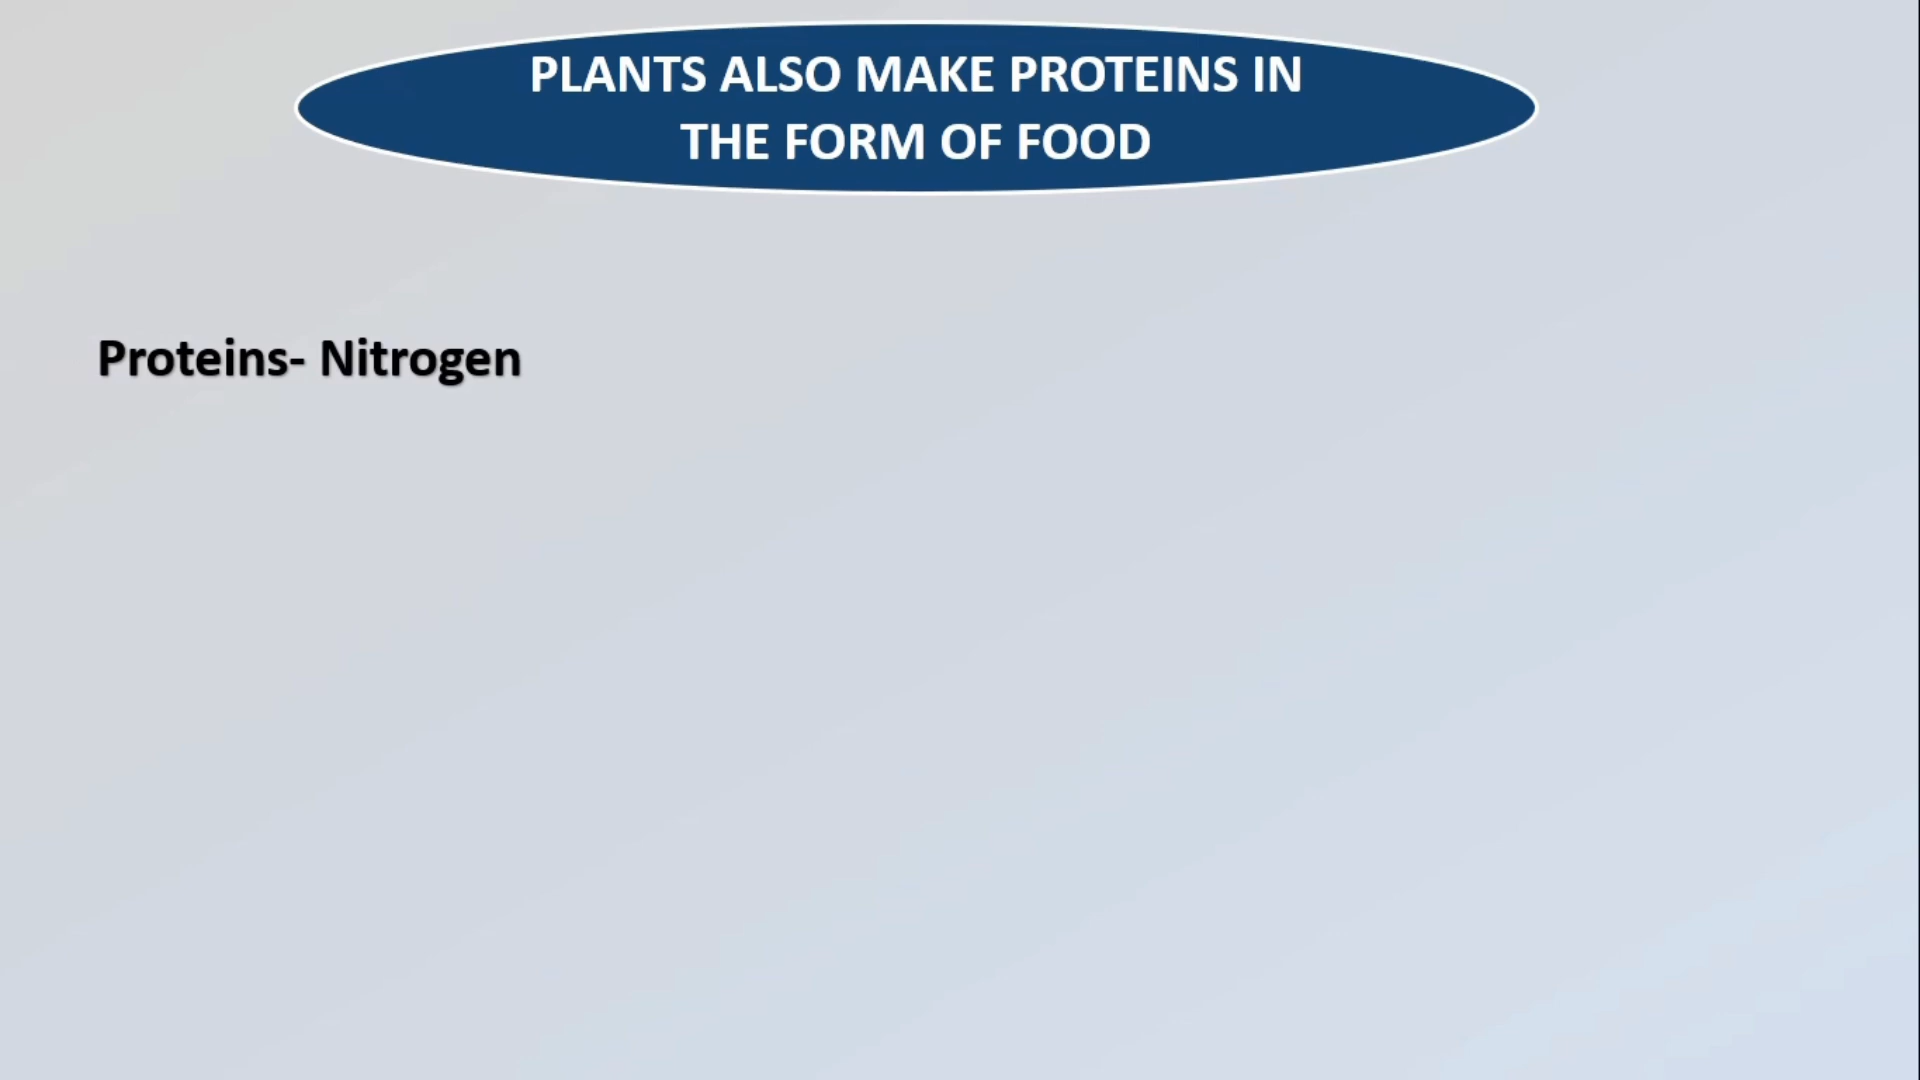 PLANTS ALSO MAKE PROTEINS IN
THE FORM OF FOOD
Proteins- Nitrogen